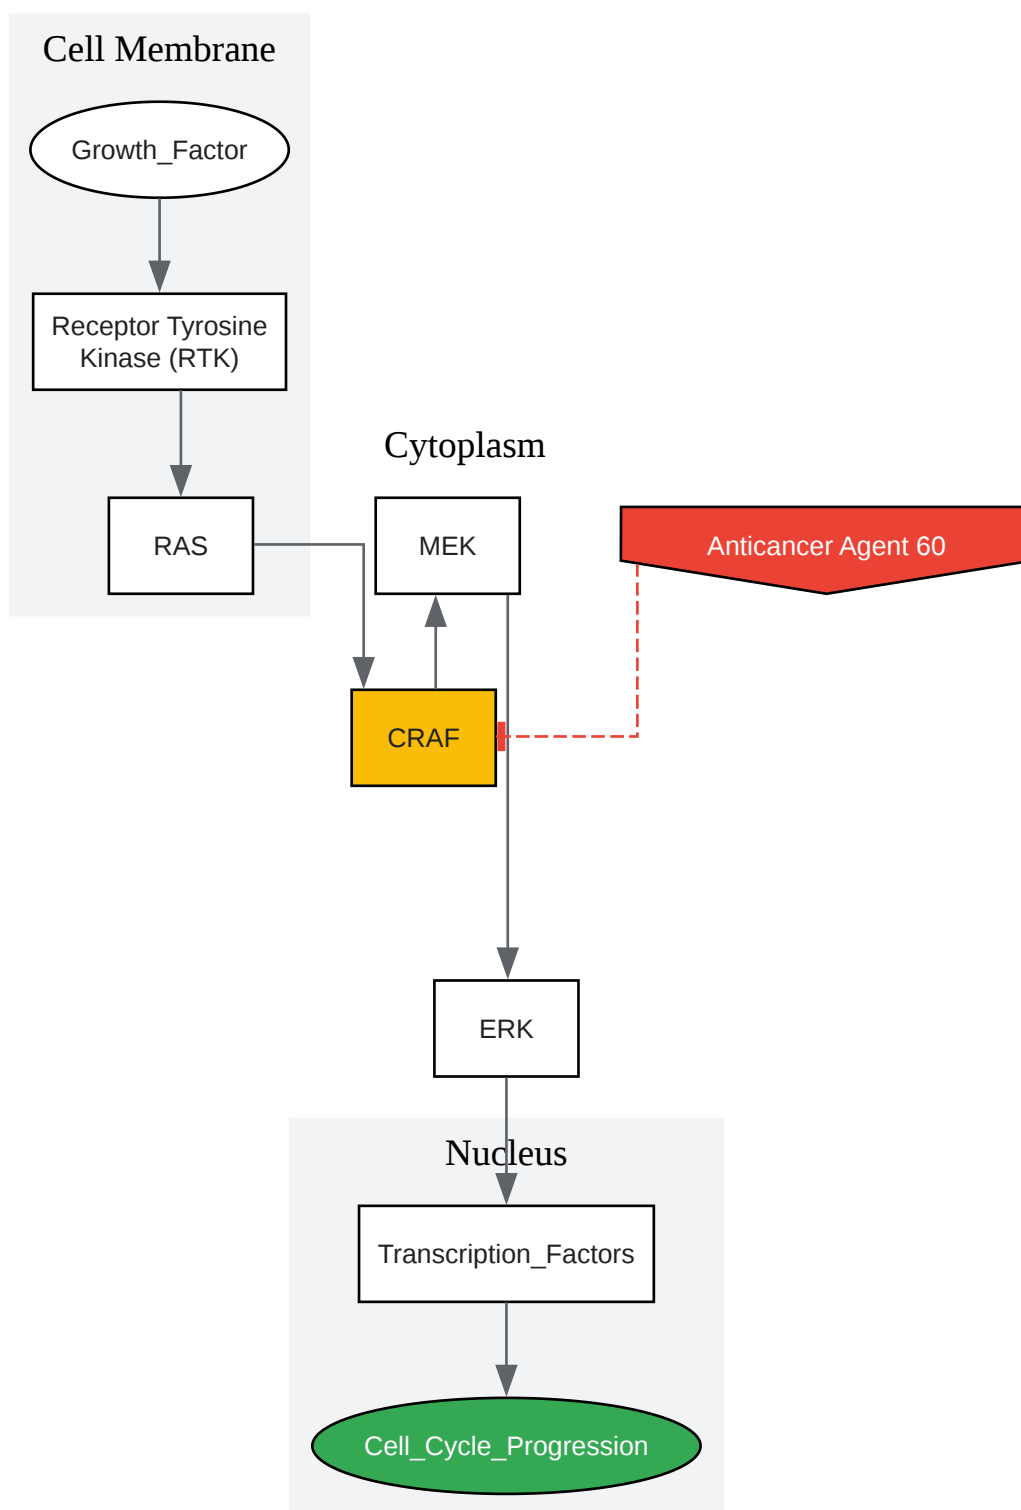 Cell Membrane
Growth_Factor
Receptor Tyrosine
Kinase (RTK)
RAS
Cytoplasm
MEK
Anticancer Agent 60
CRAF
ERK
Nucleus
Transcription_Factors
Cell_Cycle_Progression